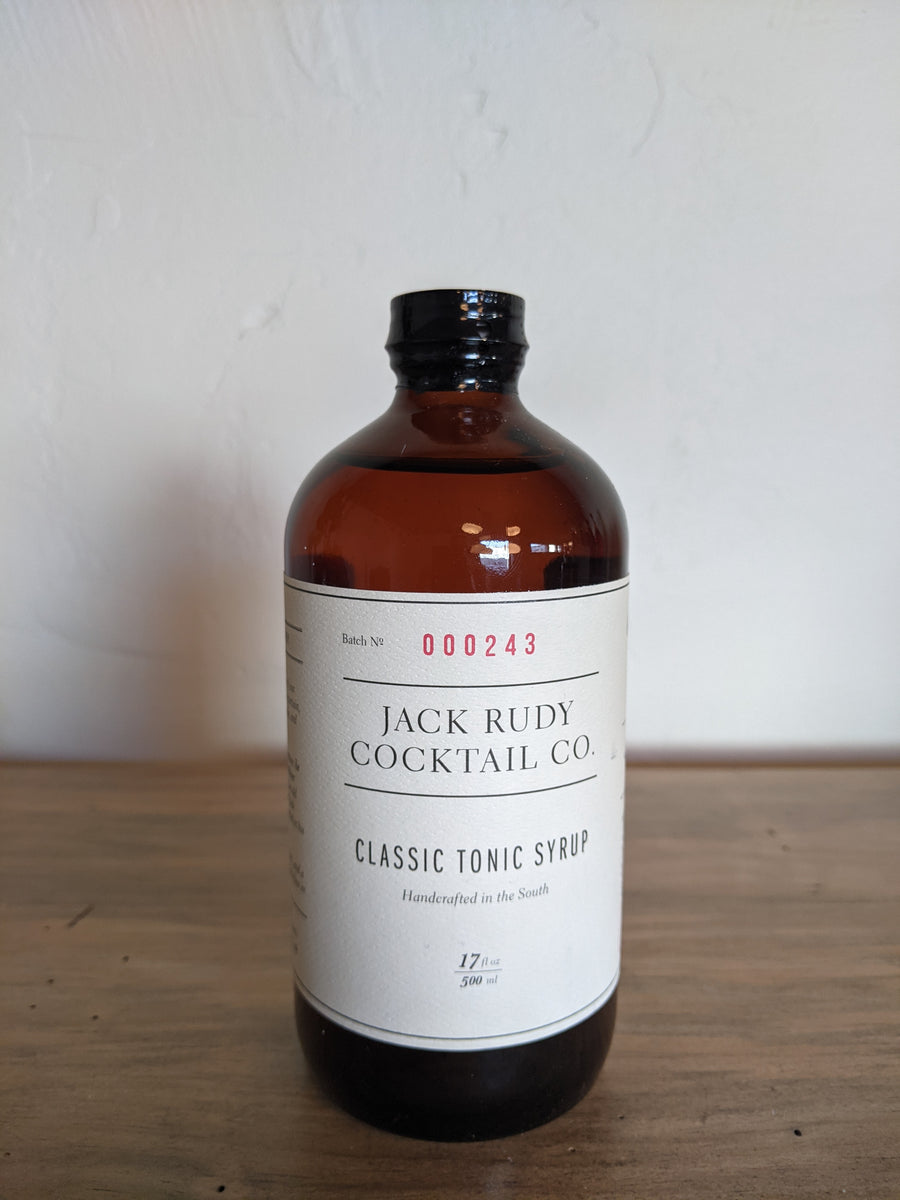 Batch Nº 000243
JACK RUDY
COCKTAIL CO.
CLASSIC TONIC SYRUP
Handcrafted in the South
17 fl oz
500 ml